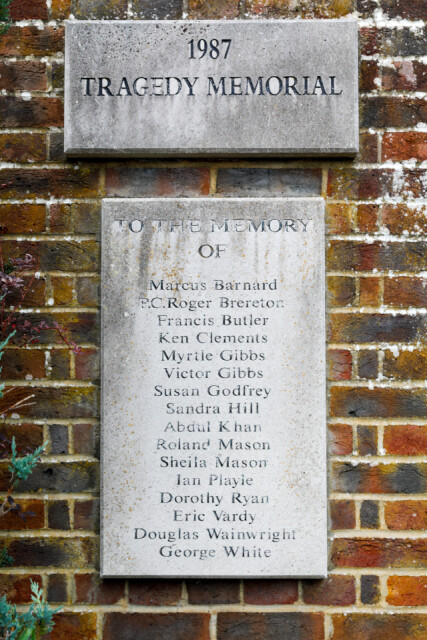 1987
TRAGEDY MEMORIAL
TO THE MEMORY
OF
Marcus Barnard
P.C.Roger Brereton
Francis Butler
Ken Clements
Myrtle Gibbs
Victor Gibbs
Susan Godfrey
Sandra Hill
Abdul Khan
Roland Mason
Sheila Mason
Ian Playle
Dorothy Ryan
Eric Vardy
Douglas Wainwright
George White